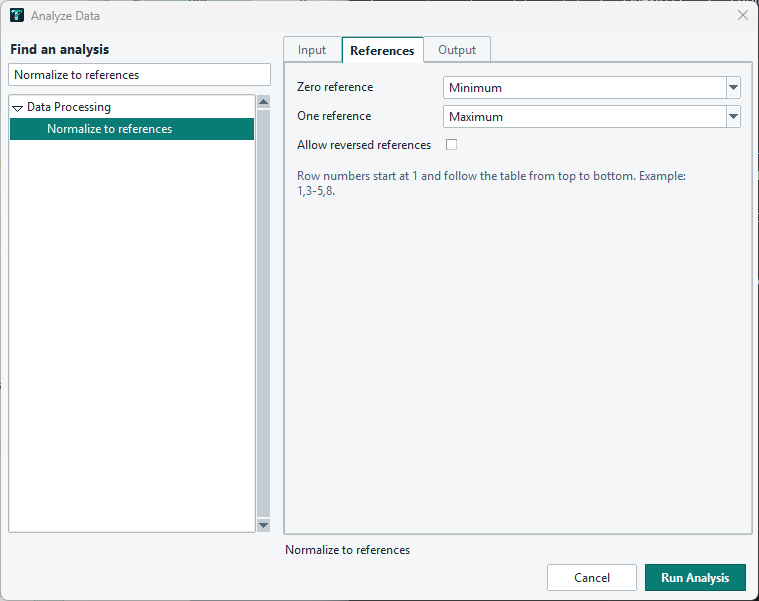 Analyze Data
Find an analysis
Normalize to references
Data Processing
Normalize to references
Input
References
Output
Zero reference
Minimum
One reference
Maximum
Allow reversed references
Row numbers start at 1 and follow the table from top to bottom. Example:
1,3-5,8.
Normalize to references
Cancel
Run Analysis